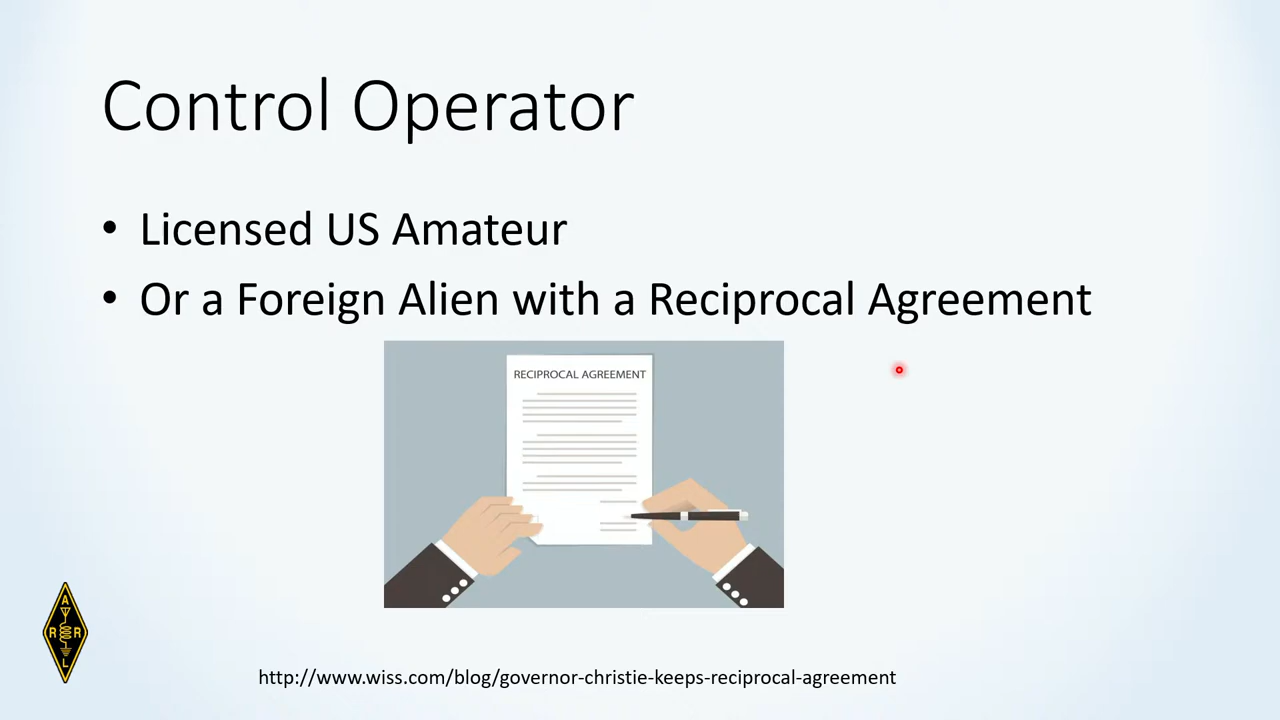 Control Operator
• Licensed US Amateur
• Or a Foreign Alien with a Reciprocal Agreement
RECIPROCAL AGREEMENT
A
R R
L
http://www.wiss.com/blog/governor-christie-keeps-reciprocal-agreement